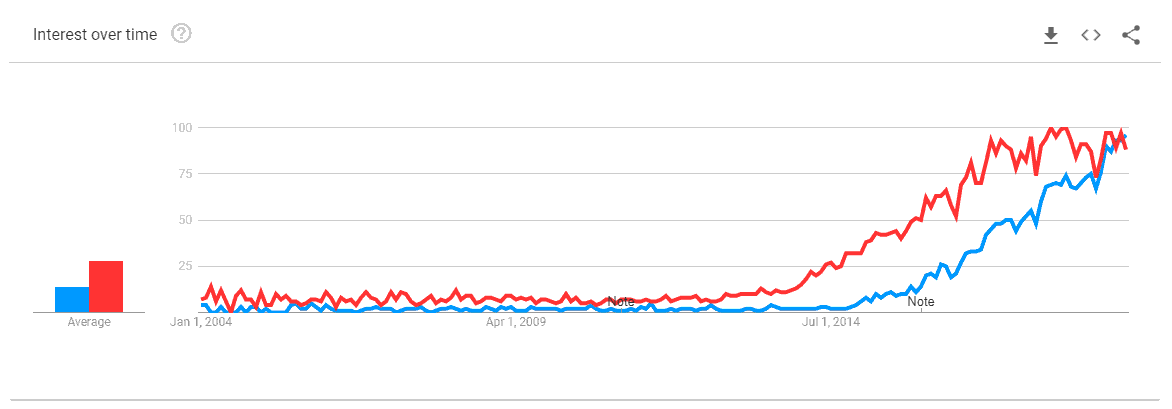 Interest over time ?
100
75
50
25
Note
Note
Average
Jan 1, 2004
Apr 1, 2009
Jul 1, 2014